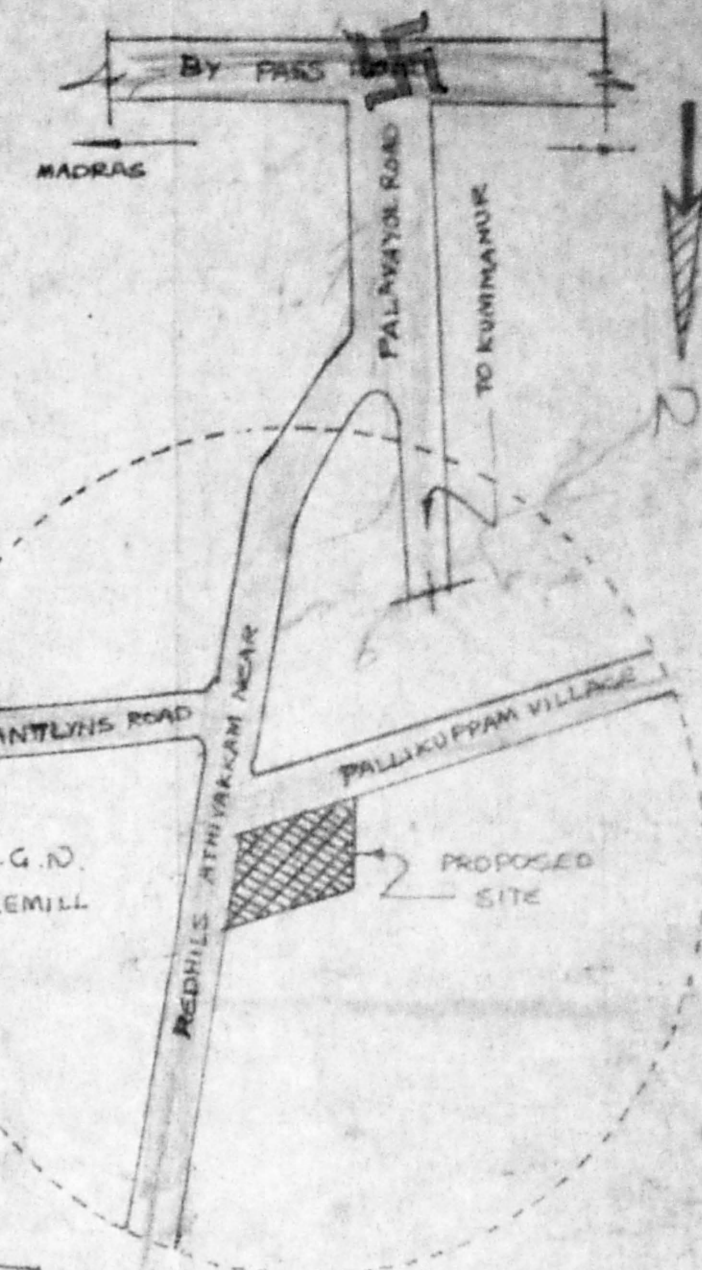 BY PASS
MADRAS
PALAVAYOL ROAD
TO KUMMANUR
ANTLYNS ROAD
REDHILS ATHIVAKKAM NEAR
PALLIKUPPAM VILLAGE
.G.N.
EMILL
PROPOSED
SITE